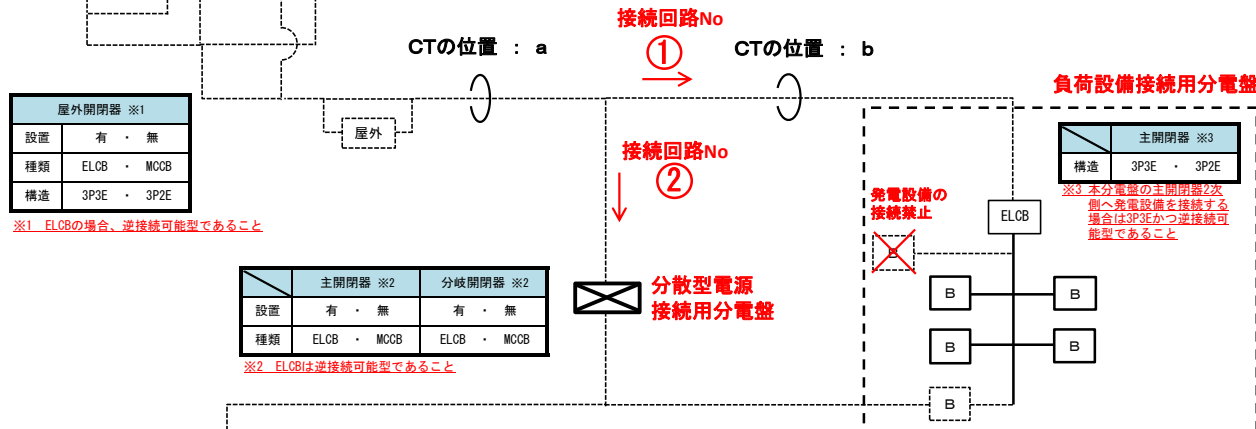 接続回路No
①
CTの位置 : a
CTの位置 : b
負荷設備接続用分電盤
屋外開閉器 ※1
設置 有 ・ 無
種類 ELCB ・ MCCB
構造 3P3E ・ 3P2E
※1 ELCBの場合、逆接続可能型であること
屋外
接続回路No
②
主開閉器 ※3
構造 3P3E ・ 3P2E
※3 本分電盤の主開閉器2次
側へ発電設備を接続する
場合は3P3Eかつ逆接続可
能型であること
発電設備の
接続禁止
B
ELCB
主開閉器 ※2 分岐開閉器 ※2
設置 有 ・ 無 有 ・ 無
種類 ELCB ・ MCCB ELCB ・ MCCB
※2 ELCBは逆接続可能型であること
分散型電源
接続用分電盤
B B
B B
B